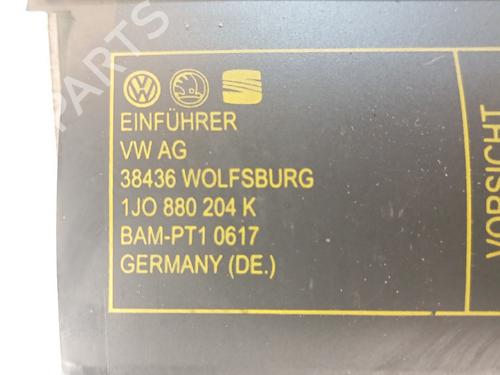 EINFÜHRER
VW AG
38436 WOLFSBURG
1JO 880 204 K
BAM-PT1 0617
GERMANY (DE.)
VORSICHT